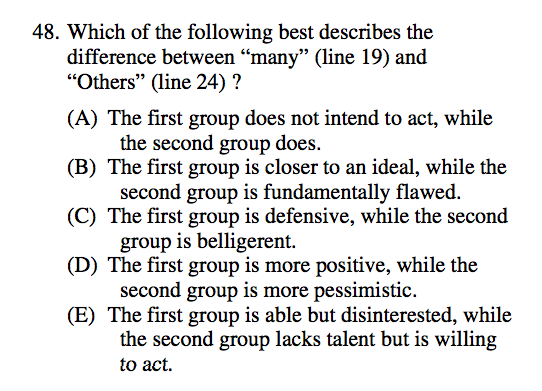 48. Which of the following best describes the
difference between “many” (line 19) and
“Others” (line 24) ?
(A) The first group does not intend to act, while
the second group does.
(B) The first group is closer to an ideal, while the
second group is fundamentally flawed.
(C) The first group is defensive, while the second
group is belligerent.
(D) The first group is more positive, while the
second group is more pessimistic.
(E) The first group is able but disinterested, while
the second group lacks talent but is willing
to act.